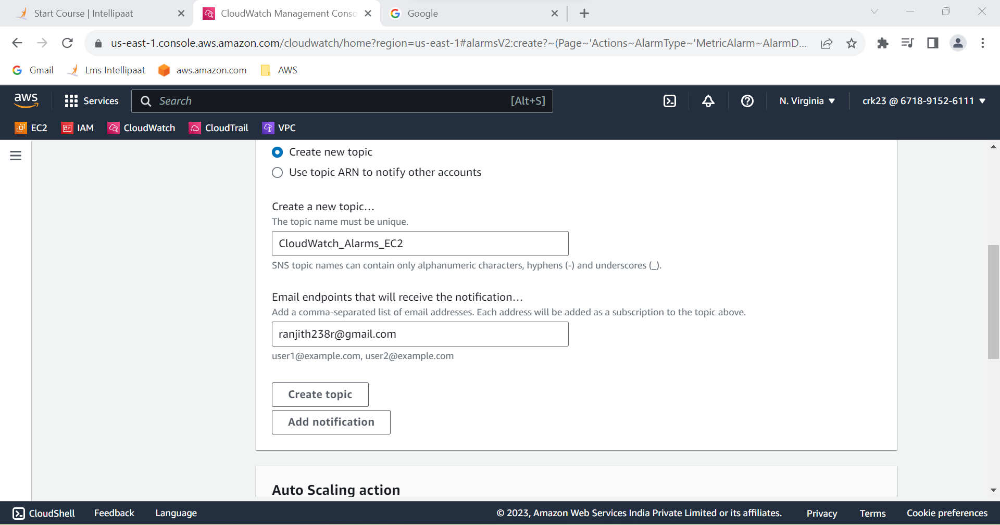 Start Course | Intellipaat
CloudWatch Management Conso
Google
us-east-1.console.aws.amazon.com/cloudwatch/home?region=us-east-1#alarmsV2:create?~(Page~'Actions~AlarmType~'MetricAlarm~AlarmD...
Gmail
Lms Intellipaat
aws.amazon.com
AWS
aws
Services
Search
[Alt+S]
N. Virginia
crk23 @ 6718-9152-6111
EC2
IAM
CloudWatch
CloudTrail
VPC
Create new topic
Use topic ARN to notify other accounts
Create a new topic…
The topic name must be unique.
CloudWatch_Alarms_EC2
SNS topic names can contain only alphanumeric characters, hyphens (-) and underscores (_).
Email endpoints that will receive the notification…
Add a comma-separated list of email addresses. Each address will be added as a subscription to the topic above.
ranjith238r@gmail.com
user1@example.com, user2@example.com
Create topic
Add notification
Auto Scaling action
CloudShell
Feedback
Language
© 2023, Amazon Web Services India Private Limited or its affiliates.
Privacy
Terms
Cookie preferences